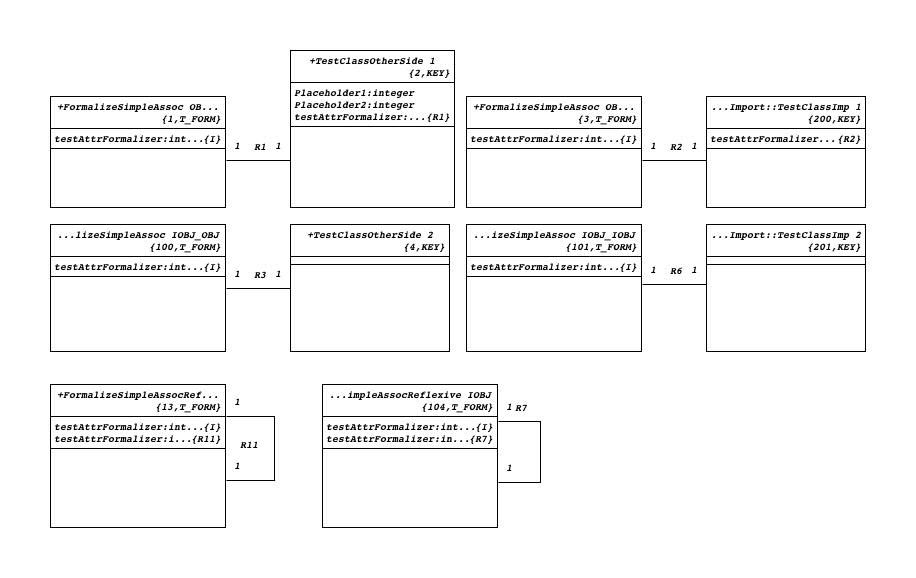 +TestClassOtherSide 1
{2,KEY}
Placeholder1:integer
Placeholder2:integer
testAttrFormalizer:...{R1}
+FormalizeSimpleAssoc OB...
{1,T_FORM}
testAttrFormalizer:int...{I}
1 R1 1
+FormalizeSimpleAssoc OB...
{3,T_FORM}
testAttrFormalizer:int...{I}
1 R2 1
...Import::TestClassImp 1
{200,KEY}
testAttrFormalizer...{R2}
...lizeSimpleAssoc IOBJ_OBJ
{100,T_FORM}
testAttrFormalizer:int...{I}
1 R3 1
+TestClassOtherSide 2
{4,KEY}
...izeSimpleAssoc IOBJ_IOBJ
{101,T_FORM}
testAttrFormalizer:int...{I}
1 R6 1
...Import::TestClassImp 2
{201,KEY}
+FormalizeSimpleAssocRef...
{13,T_FORM}
testAttrFormalizer:int...{I}
testAttrFormalizer:i...{R11}
1
R11
1
...impleAssocReflexive IOBJ
{104,T_FORM}
testAttrFormalizer:int...{I}
testAttrFormalizer:in...{R7}
1 R7
1